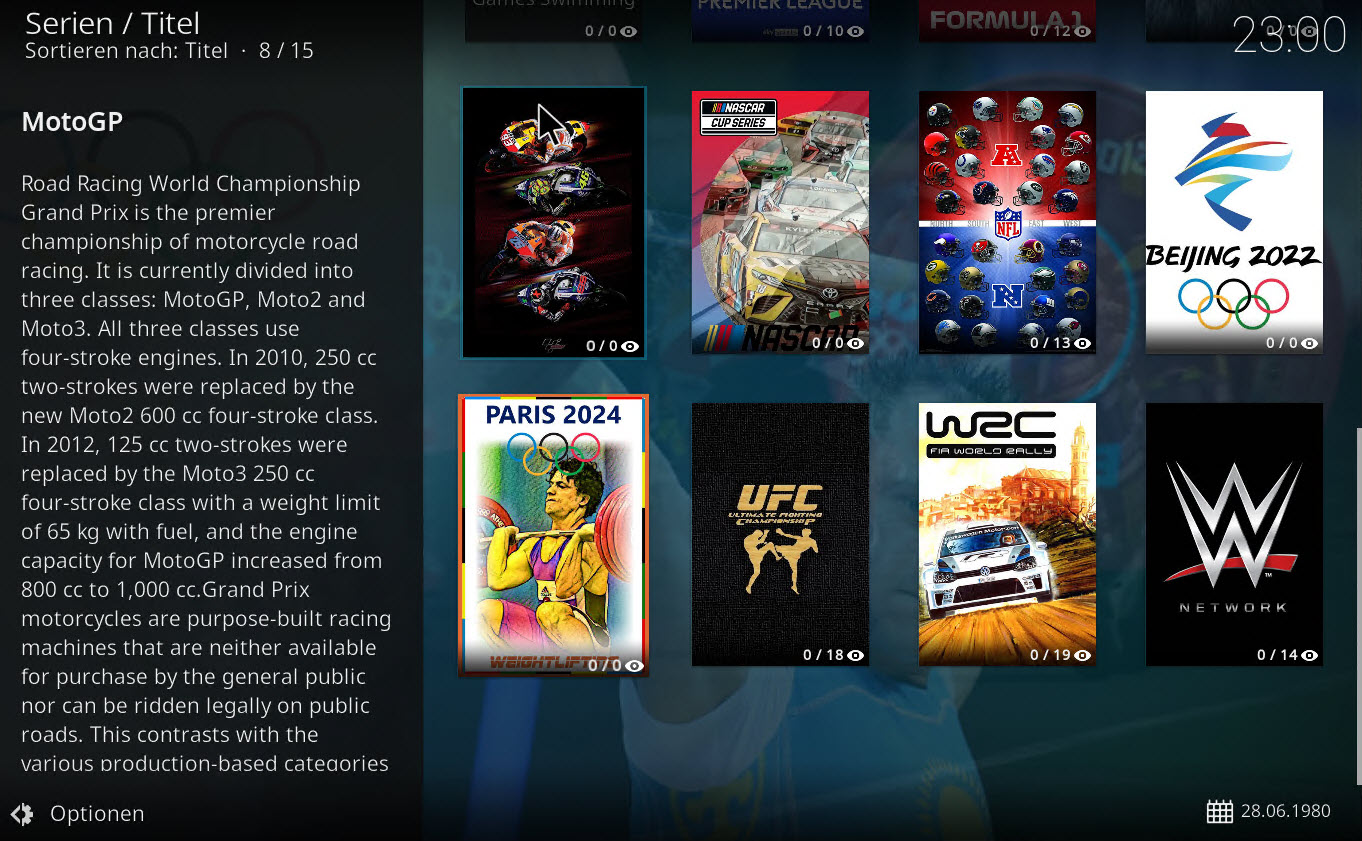 Serien / Titel
Sortieren nach: Titel · 8 / 15
23:00
Games Swimming
0 / 0
PREMIER LEAGUE
0 / 10
FORMULA 1
0 / 12
0 / 0
MotoGP
Road Racing World Championship
Grand Prix is the premier
championship of motorcycle road
racing. It is currently divided into
three classes: MotoGP, Moto2 and
Moto3. All three classes use
four-stroke engines. In 2010, 250 cc
two-strokes were replaced by the
new Moto2 600 cc four-stroke class.
In 2012, 125 cc two-strokes were
replaced by the Moto3 250 cc
four-stroke class with a weight limit
of 65 kg with fuel, and the engine
capacity for MotoGP increased from
800 cc to 1,000 cc.Grand Prix
motorcycles are purpose-built racing
machines that are neither available
for purchase by the general public
nor can be ridden legally on public
roads. This contrasts with the
various production-based categories
0 / 0
NASCAR
CUP SERIES
NASCAR
0 / 0
A
NORTH SOUTH EAST WEST
NFL
N
0 / 13
BEIJING 2022
0 / 0
PARIS 2024
WEIGHTLIFTING
0 / 0
UFC
ULTIMATE FIGHTING
CHAMPIONSHIP
0 / 18
WRC
FIA WORLD RALLY
Volkswagen-Motorsport.com
0 / 19
W
TM
NETWORK
0 / 14
Optionen
28.06.1980